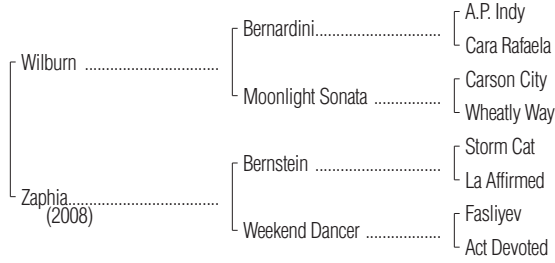 A.P. Indy
Bernardini
Cara Rafaela
Wilburn
Carson City
Moonlight Sonata
Wheatly Way
Storm Cat
Bernstein
La Affirmed
Zaphia
(2008)
Fasliyev
Weekend Dancer
Act Devoted